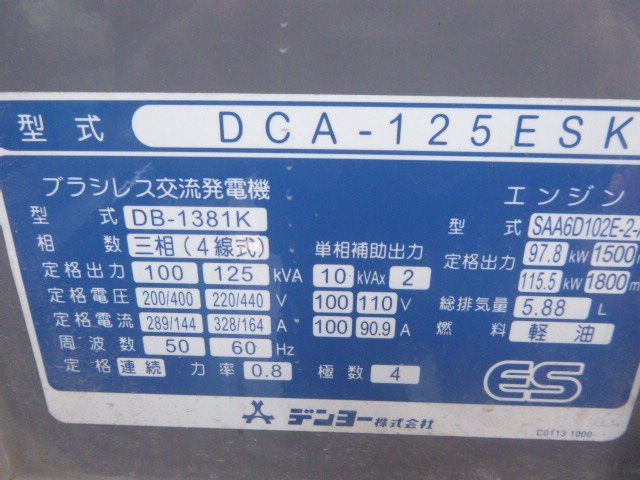 型式 DCA-125ESK
ブラシレス交流発電機
型式 DB-1381K
相数 三相(4線式)
定格出力 100 125 kVA
定格電圧 200/400 220/440 V
定格電流 289/144 328/164 A
周波数 50 60 Hz
定格 連続 力率 0.8 極数 4
単相補助出力
10 kVAx 2
100 110 V
100 90.9 A
エンジン
型式 SAA6D102E-2-
定格出力 97.8 kW 1500
115.5 kW 1800
総排気量 5.88 L
燃料 軽油
ES
デンヨー株式会社
C0113 1000